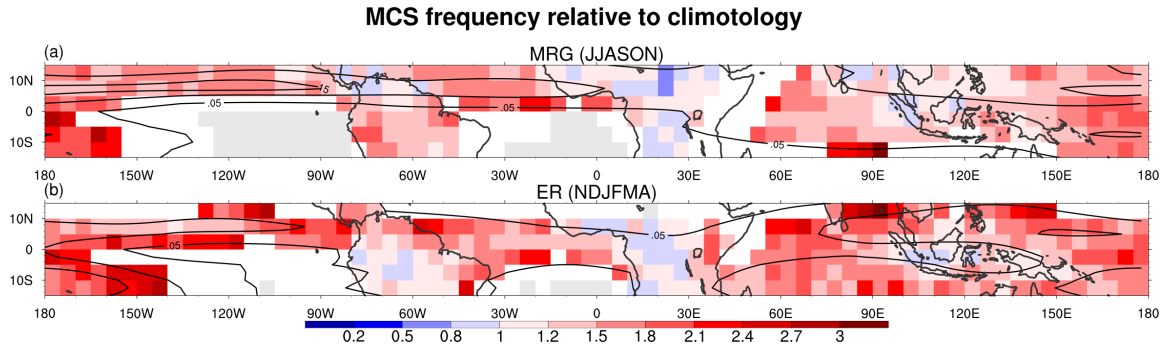 MCS frequency relative to climotology
(a)
MRG (JJASON)
10N
0
10S
.05
.05
.05
180 150W 120W 90W 60W 30W 0 30E 60E 90E 120E 150E 180
(b)
ER (NDJFMA)
10N
0
10S
.05
.05
180 150W 120W 90W 60W 30W 0 30E 60E 90E 120E 150E 180
0.2 0.5 0.8 1 1.2 1.5 1.8 2.1 2.4 2.7 3